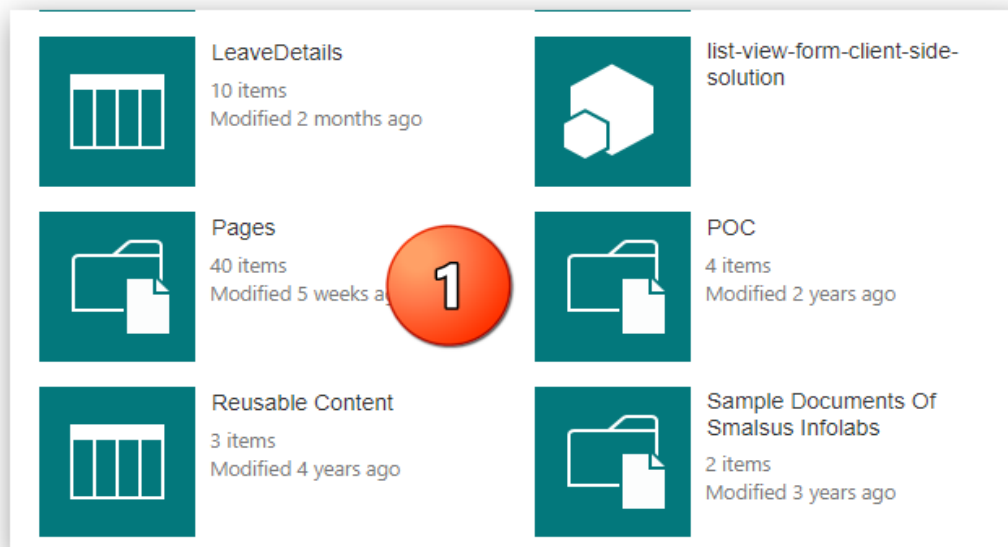 LeaveDetails
10 items
Modified 2 months ago
list-view-form-client-side-
solution
Pages
40 items
Modified 5 weeks
1
POC
4 items
Modified 2 years ago
Reusable Content
3 items
Modified 4 years ago
Sample Documents Of
Smalsus Infolabs
2 items
Modified 3 years ago